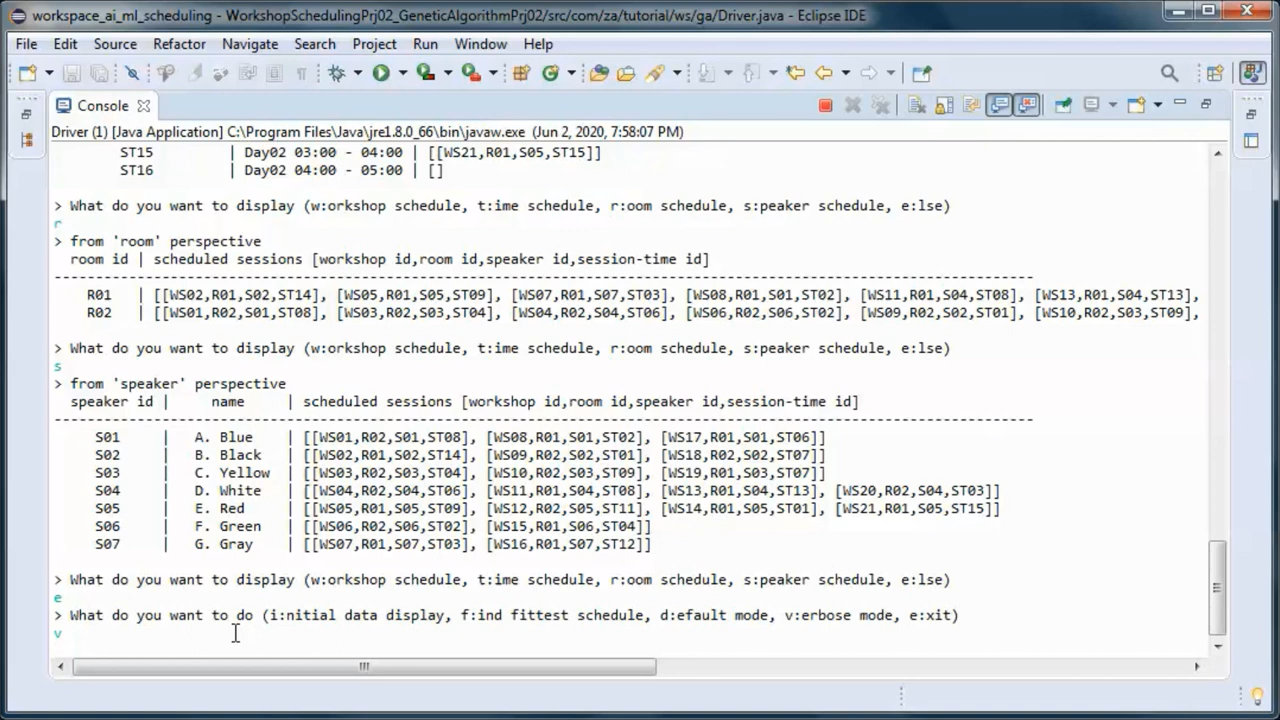 workspace_ai_ml_scheduling - WorkshopSchedulingPrj02_GeneticAlgorithmPrj02/src/com/za/tutorial/ws/ga/Driver.java - Eclipse IDE
File Edit Source Refactor Navigate Search Project Run Window Help
Console
Driver (1) [Java Application] C:\Program Files\Java\jre1.8.0_66\bin\javaw.exe (Jun 2, 2020, 7:58:07 PM)
ST15 | Day02 03:00 - 04:00 | [[WS21,R01,S05,ST15]]
ST16 | Day02 04:00 - 05:00 | []
> What do you want to display (w:orkshop schedule, t:ime schedule, r:oom schedule, s:peaker schedule, e:lse)
r
> from 'room' perspective
room id | scheduled sessions [workshop id,room id,speaker id,session-time id]
-----------------------------------------------------------------------------------------------------------------------
R01 | [[WS02,R01,S02,ST14], [WS05,R01,S05,ST09], [WS07,R01,S07,ST03], [WS08,R01,S01,ST02], [WS11,R01,S04,ST08], [WS13,R01,S04,ST13],
R02 | [[WS01,R02,S01,ST08], [WS03,R02,S03,ST04], [WS04,R02,S04,ST06], [WS06,R02,S06,ST02], [WS09,R02,S02,ST01], [WS10,R02,S03,ST09],
> What do you want to display (w:orkshop schedule, t:ime schedule, r:oom schedule, s:peaker schedule, e:lse)
s
> from 'speaker' perspective
speaker id | name | scheduled sessions [workshop id,room id,speaker id,session-time id]
-----------------------------------------------------------------------------------------------------------------------
S01 | A. Blue | [[WS01,R02,S01,ST08], [WS08,R01,S01,ST02], [WS17,R01,S01,ST06]]
S02 | B. Black | [[WS02,R01,S02,ST14], [WS09,R02,S02,ST01], [WS18,R02,S02,ST07]]
S03 | C. Yellow | [[WS03,R02,S03,ST04], [WS10,R02,S03,ST09], [WS19,R01,S03,ST07]]
S04 | D. White | [[WS04,R02,S04,ST06], [WS11,R01,S04,ST08], [WS13,R01,S04,ST13], [WS20,R02,S04,ST03]]
S05 | E. Red | [[WS05,R01,S05,ST09], [WS12,R02,S05,ST11], [WS14,R01,S05,ST01], [WS21,R01,S05,ST15]]
S06 | F. Green | [[WS06,R02,S06,ST02], [WS15,R01,S06,ST04]]
S07 | G. Gray | [[WS07,R01,S07,ST03], [WS16,R01,S07,ST12]]
> What do you want to display (w:orkshop schedule, t:ime schedule, r:oom schedule, s:peaker schedule, e:lse)
e
> What do you want to do (i:nitial data display, f:ind fittest schedule, d:efault mode, v:erbose mode, e:xit)
v